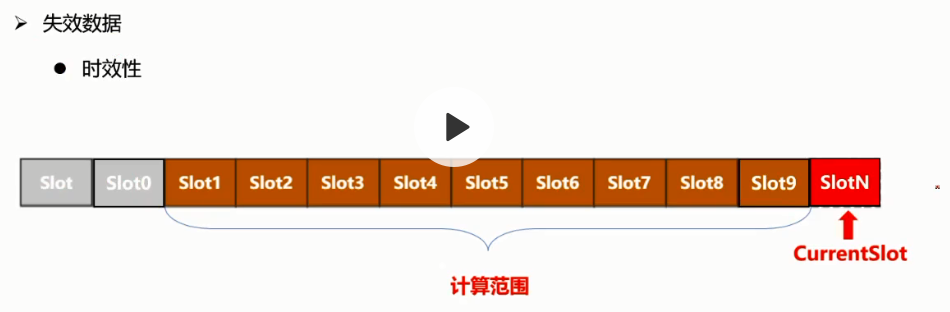 失效数据
时效性
Slot Slot0 Slot1 Slot2 Slot3 Slot4 Slot5 Slot6 Slot7 Slot8 Slot9 SlotN
CurrentSlot
计算范围